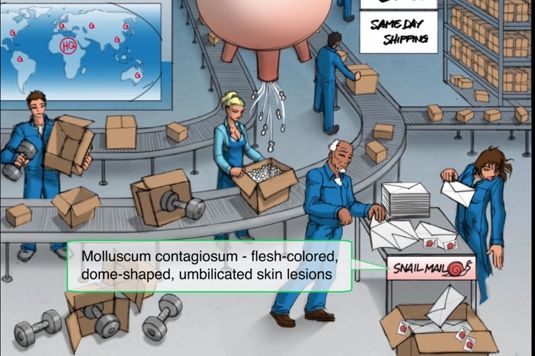 SAME DAY
SHIPPING
G
G
HG
G
G
G
G
Molluscum contagiosum - flesh-colored,
dome-shaped, umbilicated skin lesions
SNAIL MAIL